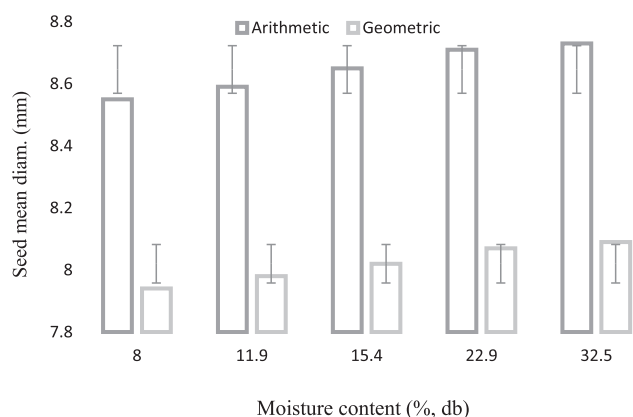 8.8
Arithmetic Geometric
8.6
8.4
8.2
8
7.8
Seed mean diam. (mm)
8 11.9 15.4 22.9 32.5
Moisture content (%, db)